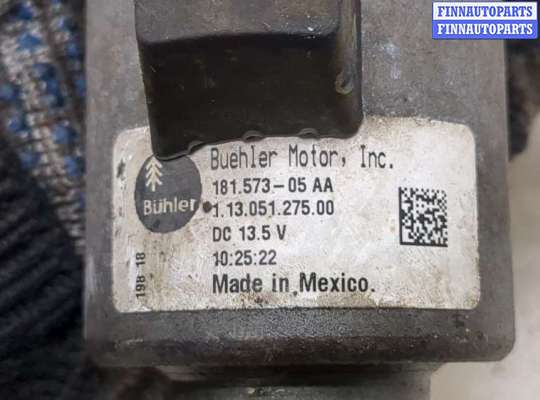 FINNAUTOPARTS
FINNAUTOPARTS
Buehler Motor, Inc.
181.573-05 AA
1.13.051.275.00
DC 13.5 V
10:25:22
Made in Mexico.
Bühler
198 18